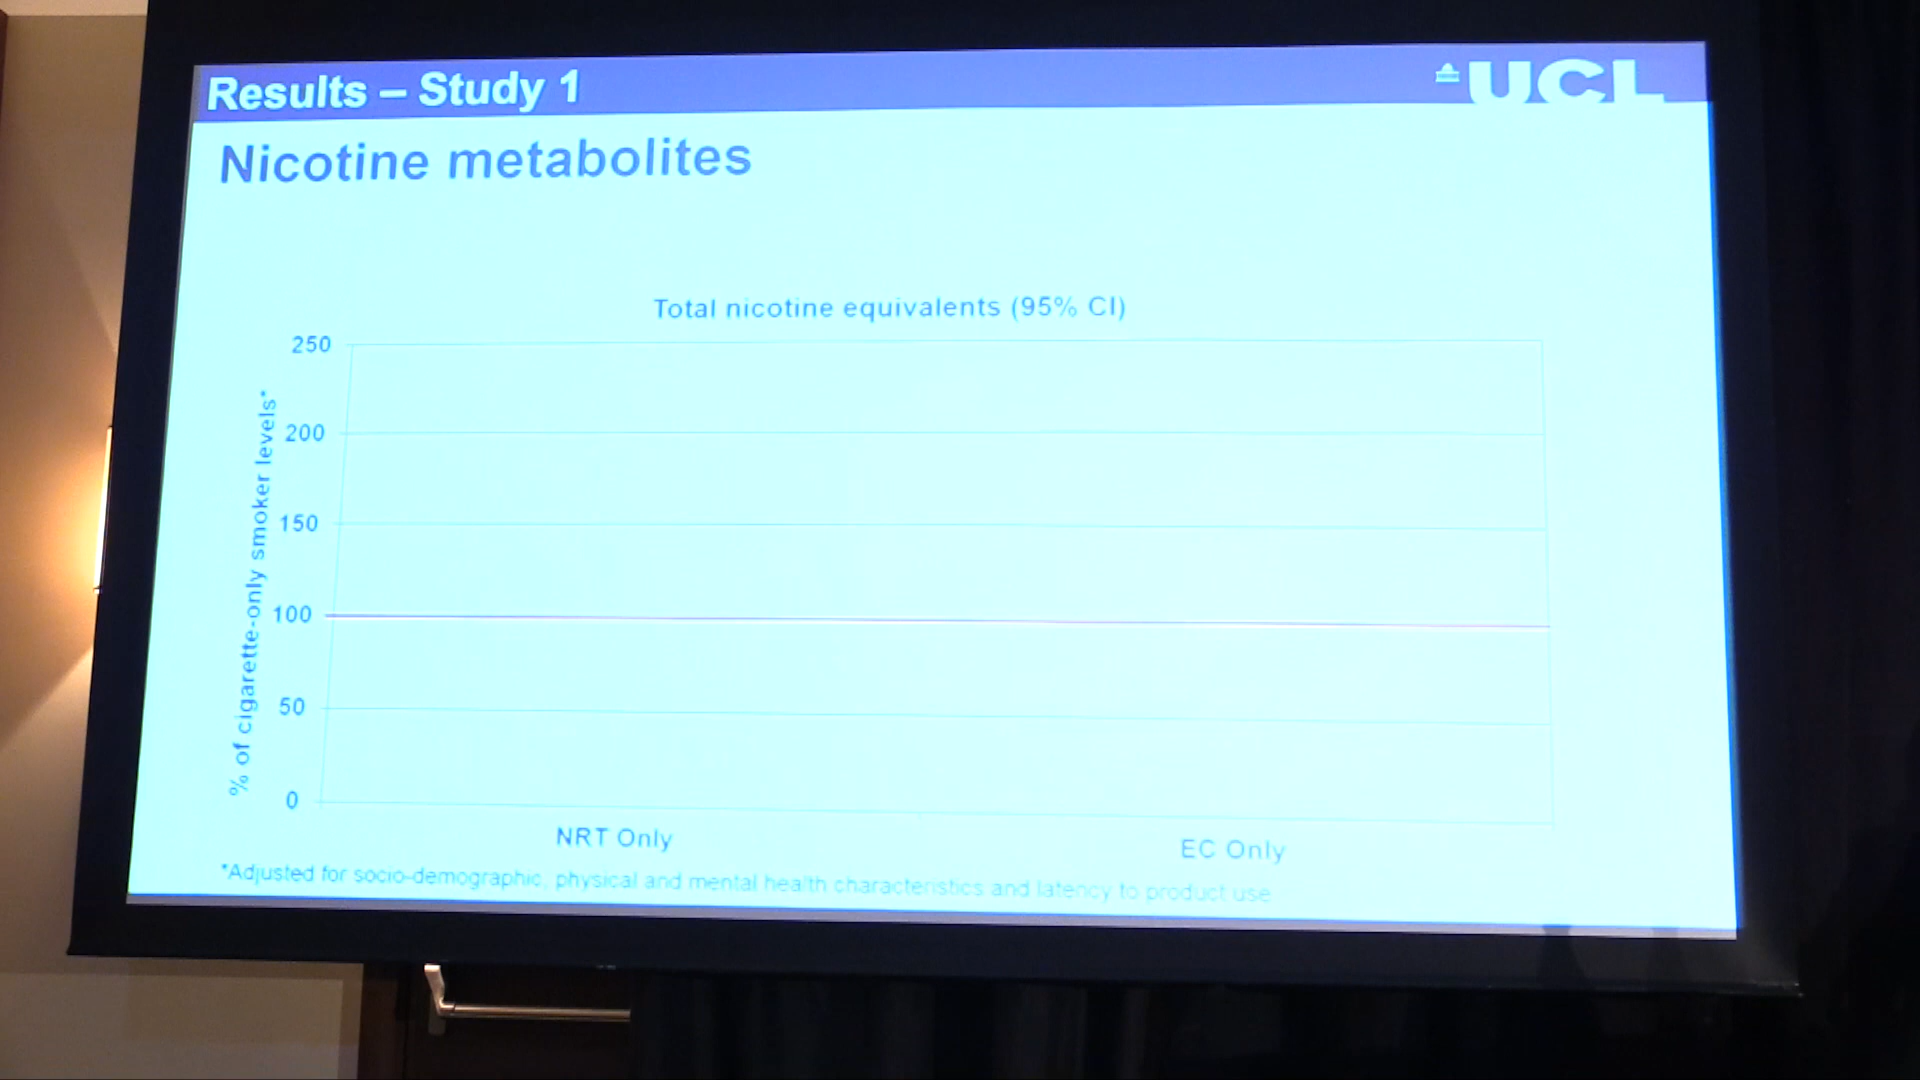 Results – Study 1
UCL
Nicotine metabolites
Total nicotine equivalents (95% CI)
% of cigarette-only smoker levels*
250
200
150
100
50
0
NRT Only
EC Only
*Adjusted for socio-demographic, physical and mental health characteristics and latency to product use